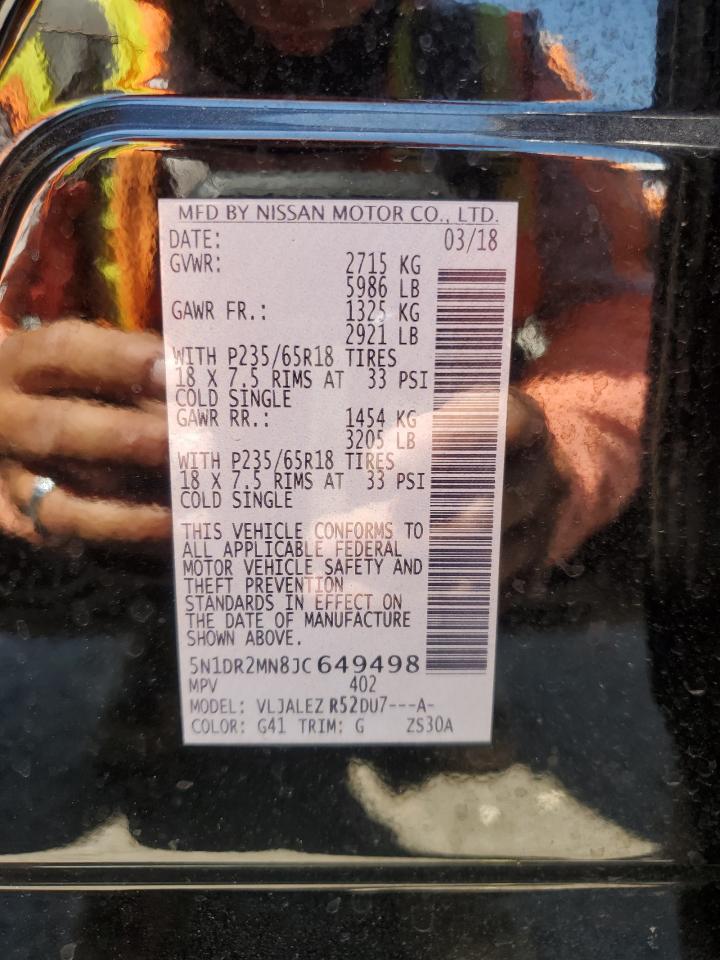 MFD BY NISSAN MOTOR CO., LTD.
DATE: 03/18
GVWR: 2715 KG
5986 LB
GAWR FR.: 1325 KG
2921 LB
WITH P235/65R18 TIRES
18 X 7.5 RIMS AT 33 PSI
COLD SINGLE
GAWR RR.: 1454 KG
3205 LB
WITH P235/65R18 TIRES
18 X 7.5 RIMS AT 33 PSI
COLD SINGLE
THIS VEHICLE CONFORMS TO
ALL APPLICABLE FEDERAL
MOTOR VEHICLE SAFETY AND
THEFT PREVENTION
STANDARDS IN EFFECT ON
THE DATE OF MANUFACTURE
SHOWN ABOVE.
5N1DR2MN8JC649498
MPV 402
MODEL: VLJALEZ R52DU7---A-
COLOR: G41 TRIM: G ZS30A